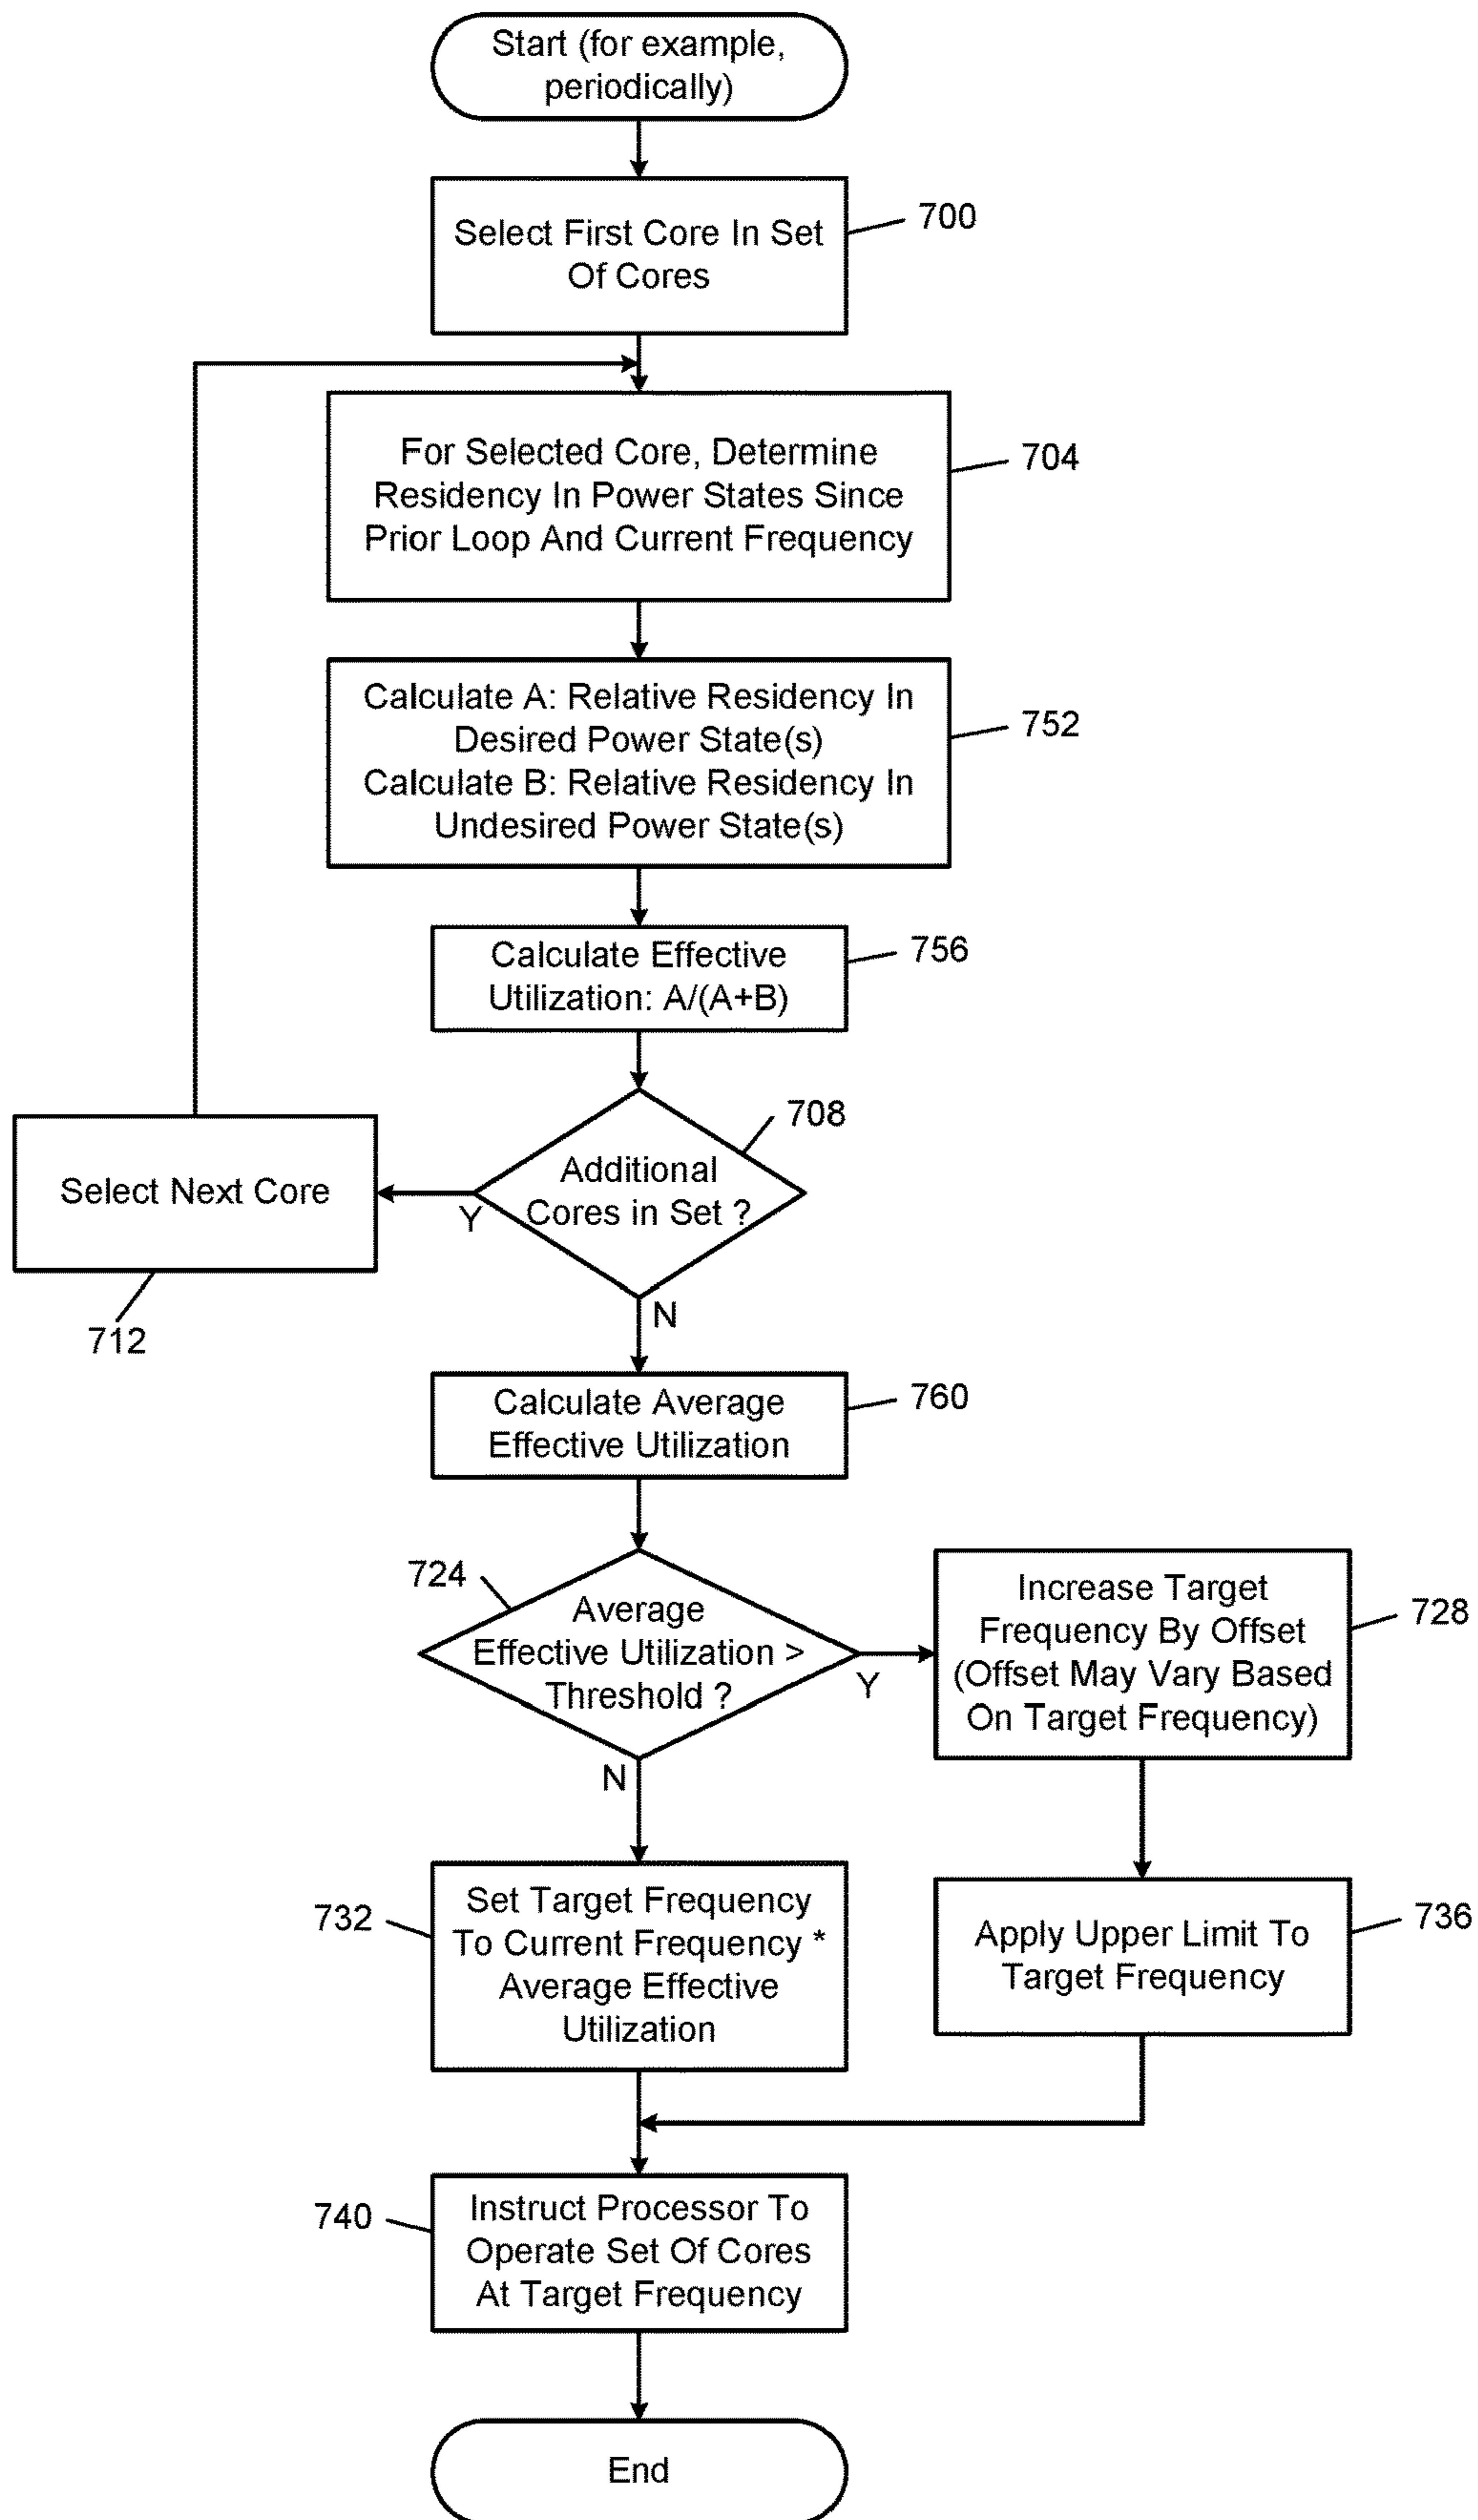 Start (for example,
periodically)
Select First Core In Set
Of Cores
700
For Selected Core, Determine
Residency In Power States Since
Prior Loop And Current Frequency
704
Calculate A: Relative Residency In
Desired Power State(s)
Calculate B: Relative Residency In
Undesired Power State(s)
752
Calculate Effective
Utilization: A/(A+B)
756
Additional
Cores in Set ?
708
Y
Select Next Core
712
N
Calculate Average
Effective Utilization
760
724
Average
Effective Utilization >
Threshold ?
Y
Increase Target
Frequency By Offset
(Offset May Vary Based
On Target Frequency)
728
N
732
Set Target Frequency
To Current Frequency *
Average Effective
Utilization
Apply Upper Limit To
Target Frequency
736
740
Instruct Processor To
Operate Set Of Cores
At Target Frequency
End